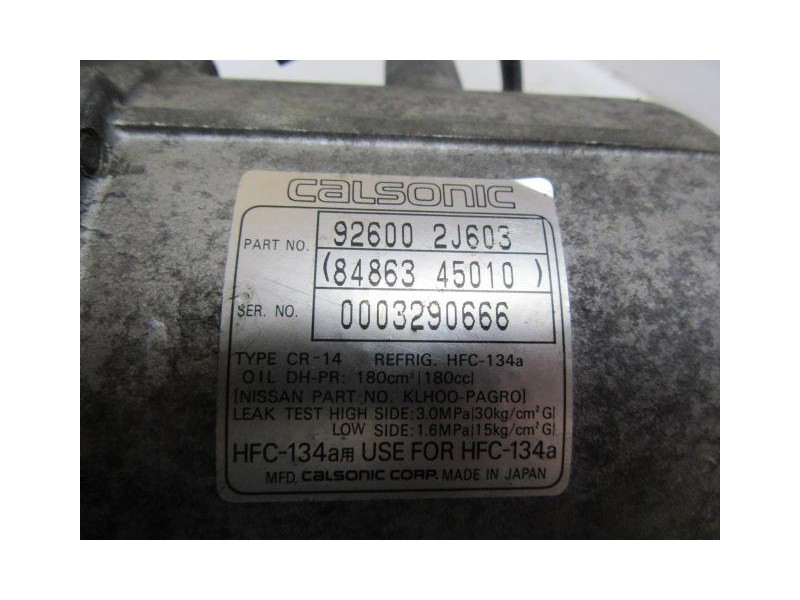 CALSONIC
PART NO. 92600 2J603
(84863 45010)
SER. NO. 0003290666
TYPE CR-14 REFRIG. HFC-134a
OIL DH-PR: 180cm³(180cc)
[NISSAN PART NO. KLH00-PAGR0]
LEAK TEST HIGH SIDE: 3.0MPa(30kg/cm²G)
LOW SIDE: 1.6MPa(15kg/cm²G)
HFC-134a用 USE FOR HFC-134a
MFD. CALSONIC CORP. MADE IN JAPAN